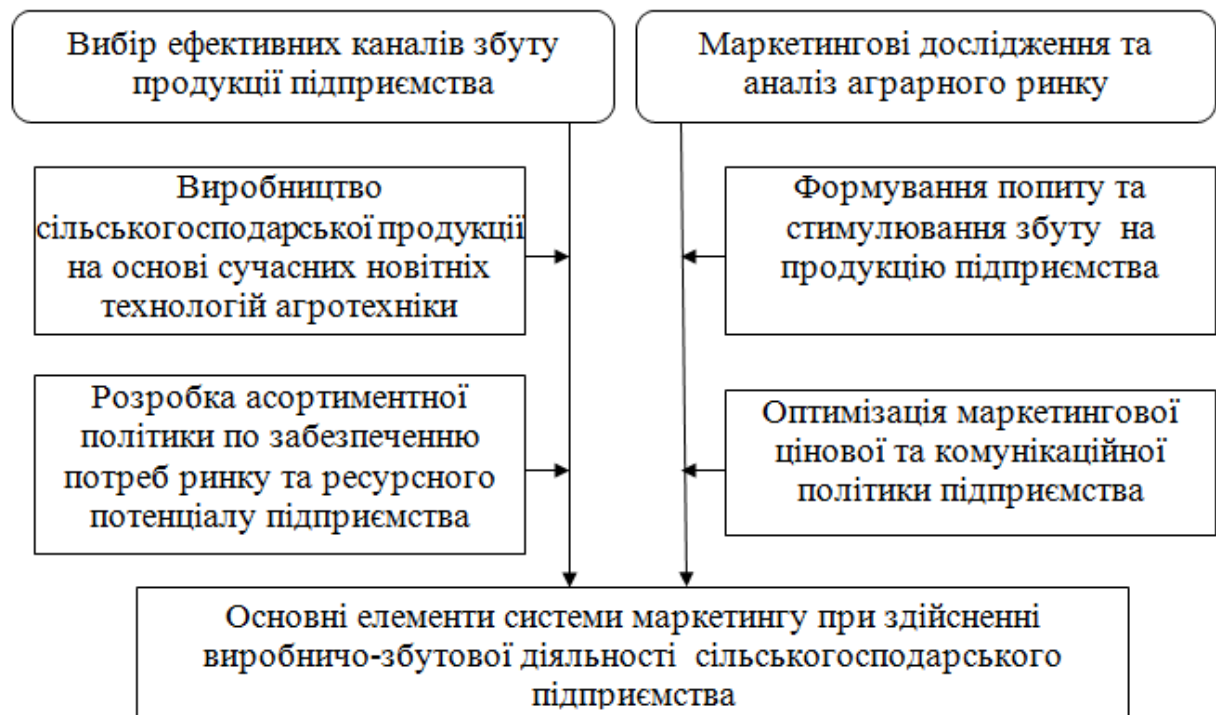 Вибір ефективних каналів збуту
продукції підприємства
Маркетингові дослідження та
аналіз аграрного ринку
Виробництво
сільськогосподарської продукції
на основі сучасних новітніх
технологій агротехніки
Формування попиту та
стимулювання збуту на
продукцію підприємства
Розробка асортиментної
політики по забезпеченню
потреб ринку та ресурсного
потенціалу підприємства
Оптимізація маркетингової
цінової та комунікаційної
політики підприємства
Основні елементи системи маркетингу при здійсненні
виробничо-збутової діяльності сільськогосподарського
підприємства